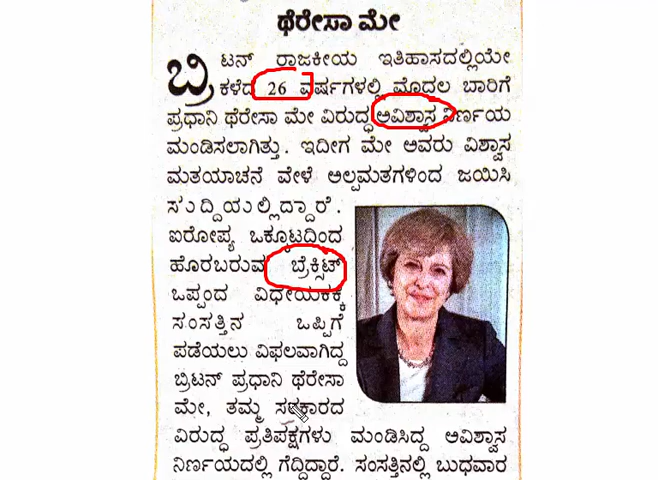 ಥೆರೇಸಾ ಮೇ
ಬ್ರಿಟನ್ ರಾಜಕೀಯ ಇತಿಹಾಸದಲ್ಲಿಯೇ
ಕಳೆದ 26 ವರ್ಷಗಳಲ್ಲಿ ಮೊದಲ ಬಾರಿಗೆ
ಪ್ರಧಾನಿ ಥೆರೇಸಾ ಮೇ ವಿರುದ್ಧ ಅವಿಶ್ವಾಸ ನಿರ್ಣಯ
ಮಂಡಿಸಲಾಗಿತ್ತು. ಇದೀಗ ಮೇ ಅವರು ವಿಶ್ವಾಸ
ಮತಯಾಚನೆ ವೇಳೆ ಅಲ್ಪಮತಗಳಿಂದ ಜಯಿಸಿ
ಸುದ್ದಿಯಲ್ಲಿದ್ದಾರೆ.
ಐರೋಪ್ಯ ಒಕ್ಕೂಟದಿಂದ
ಹೊರಬರುವ ಬ್ರೆಕ್ಸಿಟ್
ಒಪ್ಪಂದ ವಿಧೇಯಕಕ್ಕೆ
ಸಂಸತ್ತಿನ ಒಪ್ಪಿಗೆ
ಪಡೆಯಲು ವಿಫಲವಾಗಿದ್ದ
ಬ್ರಿಟನ್ ಪ್ರಧಾನಿ ಥೆರೇಸಾ
ಮೇ, ತಮ್ಮ ಸರ್ಕಾರದ
ವಿರುದ್ಧ ಪ್ರತಿಪಕ್ಷಗಳು ಮಂಡಿಸಿದ್ದ ಅವಿಶ್ವಾಸ
ನಿರ್ಣಯದಲ್ಲಿ ಗೆದ್ದಿದ್ದಾರೆ. ಸಂಸತ್ತಿನಲ್ಲಿ ಬುಧವಾರ